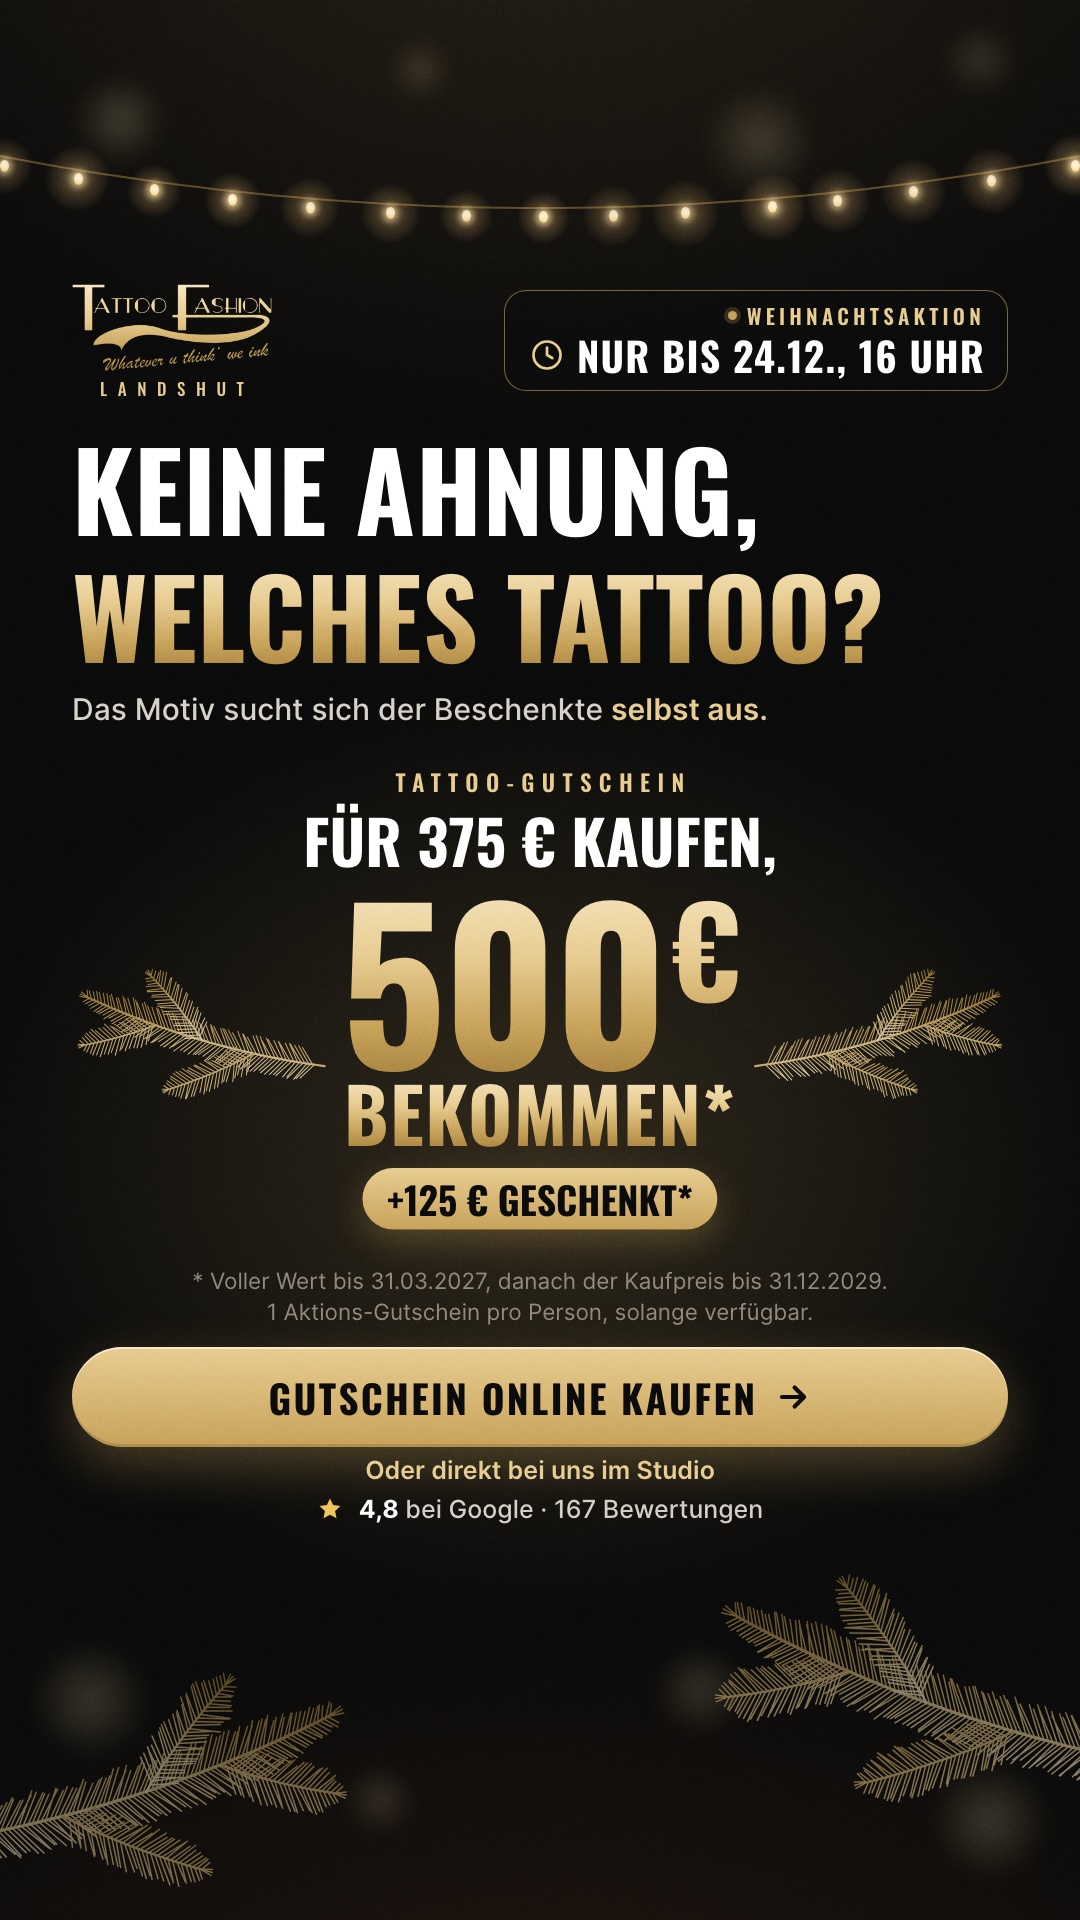 TATTOO FASHION
Whatever u think' we ink
LANDSHUT
WEIHNACHTSAKTION
NUR BIS 24.12., 16 UHR
KEINE AHNUNG,
WELCHES TATTOO?
Das Motiv sucht sich der Beschenkte selbst aus.
TATTOO-GUTSCHEIN
FÜR 375 € KAUFEN,
500€
BEKOMMEN*
+125 € GESCHENKT*
* Voller Wert bis 31.03.2027, danach der Kaufpreis bis 31.12.2029.
1 Aktions-Gutschein pro Person, solange verfügbar.
GUTSCHEIN ONLINE KAUFEN →
Oder direkt bei uns im Studio
4,8 bei Google · 167 Bewertungen